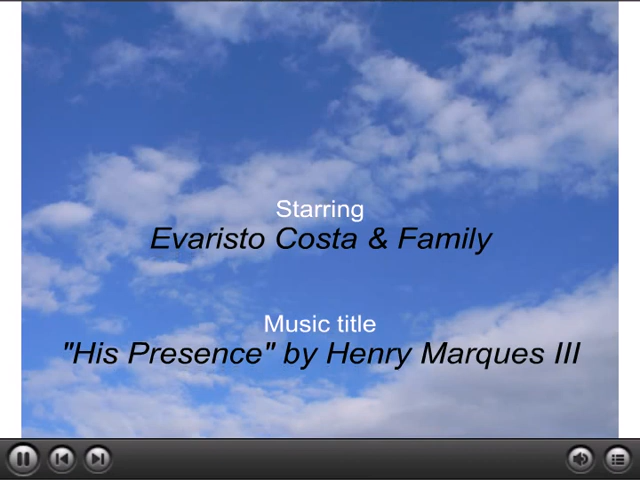 Starring
Evaristo Costa & Family
Music title
"His Presence" by Henry Marques III